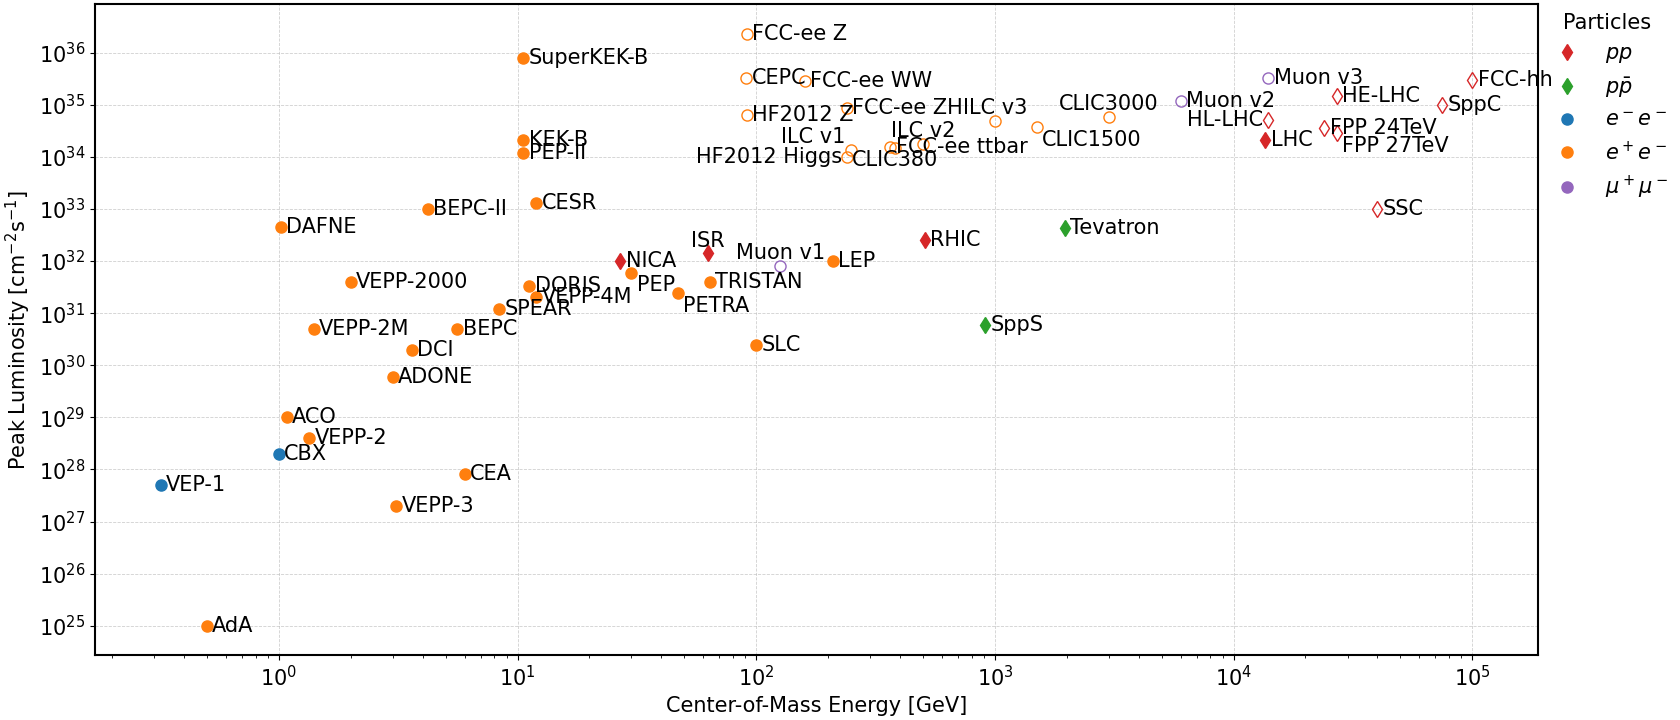 Particles
pp
pp̄
e⁻e⁻
e⁺e⁻
μ⁺μ⁻
Peak Luminosity [cm⁻²s⁻¹]
10³⁶
10³⁵
10³⁴
10³³
10³²
10³¹
10³⁰
10²⁹
10²⁸
10²⁷
10²⁶
10²⁵
FCC-ee Z
SuperKEK-B
CEPC
FCC-ee WW
Muon v3
FCC-hh
HE-LHC
Muon v2
CLIC3000
SppC
FCC-ee ZH
ILC v3
HF2012 Z
HL-LHC
FPP 24TeV
ILC v2
ILC v1
KEK-B
LHC
CLIC1500
FCC-ee ttbar
FPP 27TeV
PEP-II
HF2012 Higgs
CLIC380
BEPC-II
CESR
SSC
DAFNE
Tevatron
ISR
RHIC
Muon v1
NICA
LEP
VEPP-2000
DORIS
PEP
TRISTAN
VEPP-4M
PETRA
SPEAR
VEPP-2M
BEPC
SppS
DCI
SLC
ADONE
ACO
VEPP-2
CBX
CEA
VEP-1
VEPP-3
AdA
10⁰
10¹
10²
10³
10⁴
10⁵
Center-of-Mass Energy [GeV]